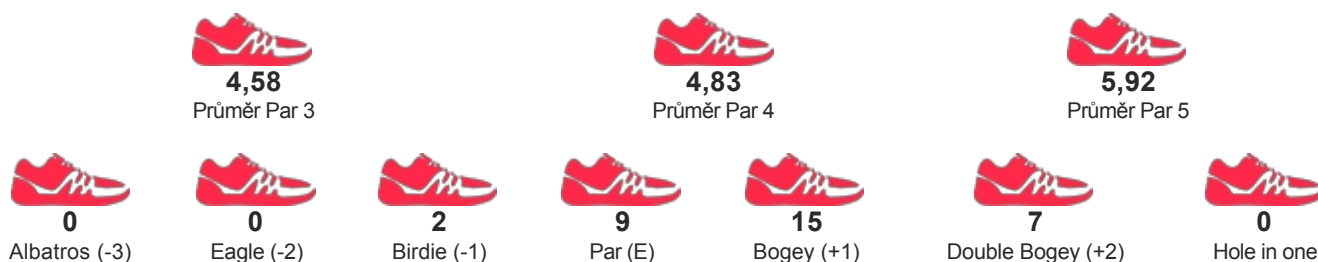 4,58 4,83 5,92
Průměr Par 3 Průměr Par 4 Průměr Par 5
0 0 2 9 15 7 0
Albatros (-3) Eagle (-2) Birdie (-1) Par (E) Bogey (+1) Double Bogey (+2) Hole in one